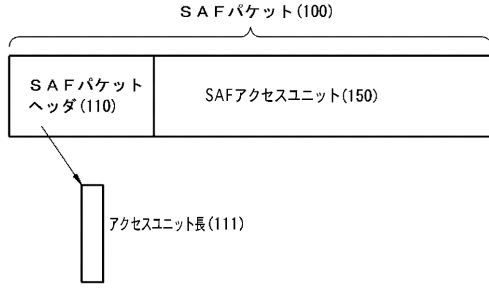 ＳＡＦパケット(100)
ＳＡＦパケット
ヘッダ(110)
SAFアクセスユニット(150)
アクセスユニット長(111)